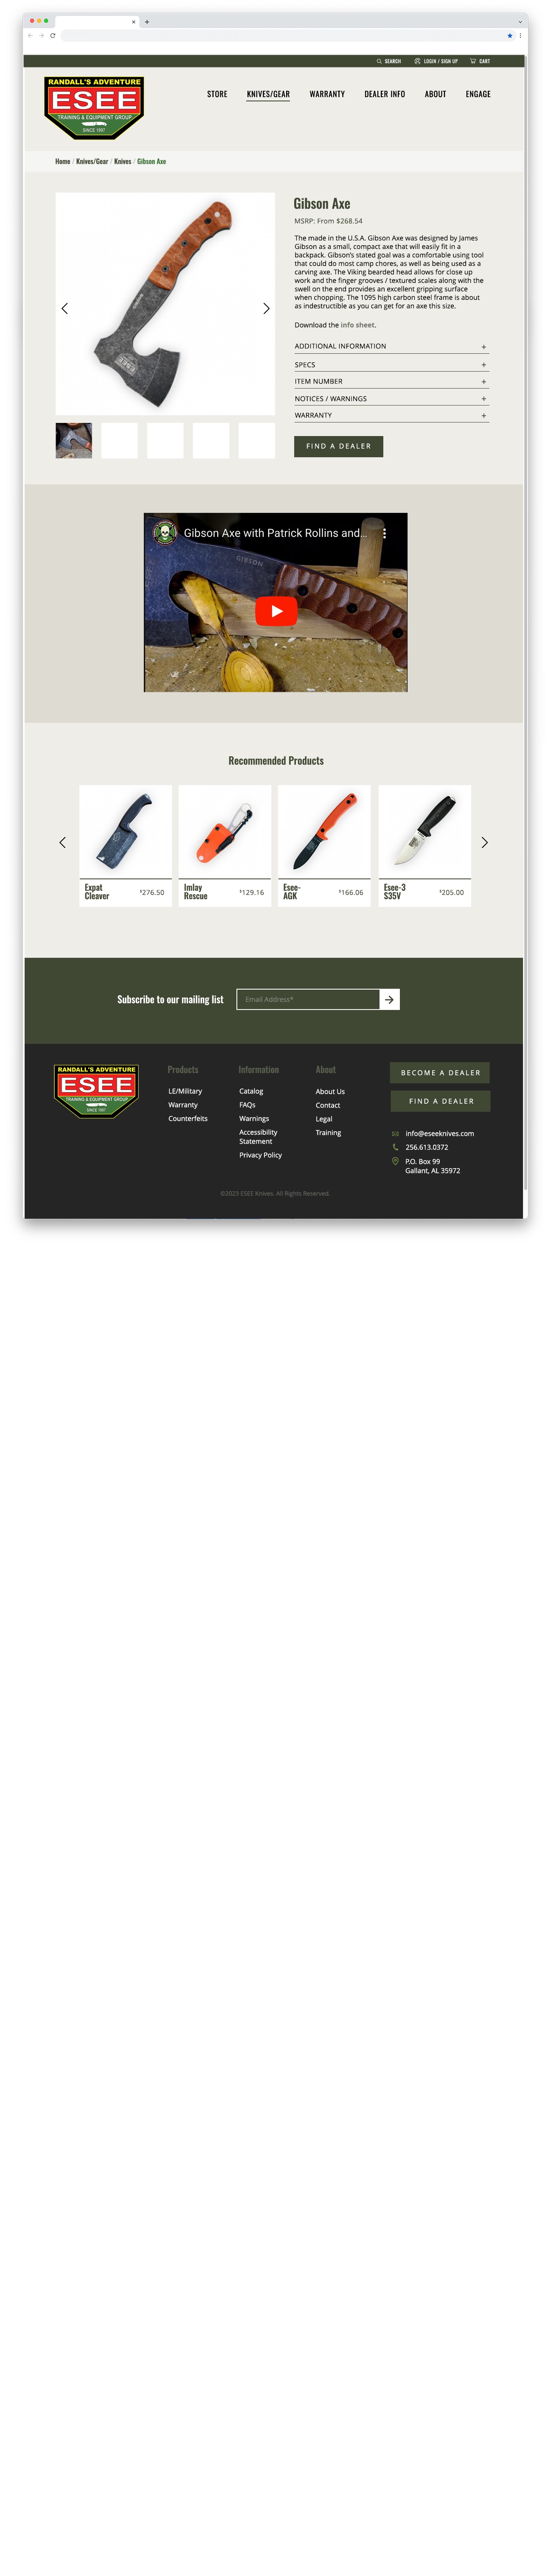 SEARCH LOGIN / SIGN UP CART
RANDALL'S ADVENTURE
ESEE
TRAINING & EQUIPMENT GROUP
SINCE 1997
STORE KNIVES/GEAR WARRANTY DEALER INFO ABOUT ENGAGE
Home / Knives/Gear / Knives / Gibson Axe
Gibson Axe
MSRP: From $268.54
The made in the U.S.A. Gibson Axe was designed by James
Gibson as a small, compact axe that will easily fit in a
backpack. Gibson's stated goal was a comfortable using tool
that could do most camp chores, as well as being used as a
carving axe. The Viking bearded head allows for close up
work and the finger grooves / textured scales along with the
swell on the end provides an excellent gripping surface
when chopping. The 1095 high carbon steel frame is about
as indestructible as you can get for an axe this size.
Download the info sheet.
ADDITIONAL INFORMATION +
SPECS +
ITEM NUMBER +
NOTICES / WARNINGS +
WARRANTY +
FIND A DEALER
ESEE
Gibson Axe with Patrick Rollins and...
GIBSON
Recommended Products
Expat
Cleaver
$276.50
Imlay
Rescue
$129.16
Esee-
AGK
$166.06
Esee-3
S35V
$205.00
Subscribe to our mailing list
Email Address*
RANDALL'S ADVENTURE
ESEE
TRAINING & EQUIPMENT GROUP
SINCE 1997
Products
LE/Military
Warranty
Counterfeits
Information
Catalog
FAQs
Warnings
Accessibility
Statement
Privacy Policy
About
About Us
Contact
Legal
Training
BECOME A DEALER
FIND A DEALER
info@eseeknives.com
256.613.0372
P.O. Box 99
Gallant, AL 35972
©2023 ESEE Knives. All Rights Reserved.